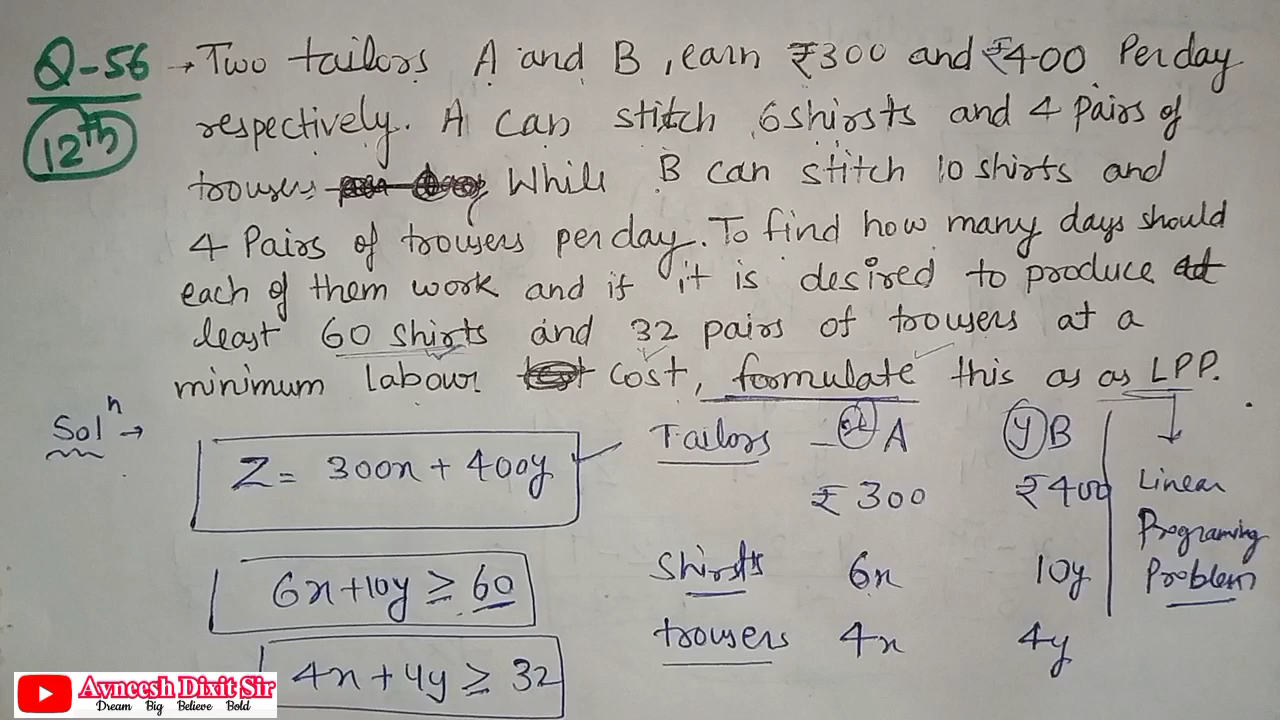 Q-56 → Two tailors A and B, earn ₹300 and ₹400 Per day
12th respectively. A can stitch 6 shirsts and 4 pairs of
trousers While B can stitch 10 shirts and
4 Pairs of trousers per day. To find how many days should
each of them work and if it is desired to produce at
least 60 shirts and 32 pairs of trousers at a
minimum labour cost, formulate this as as LPP.
Solⁿ → Tailors - x A y B
Z = 300x + 400y
₹ 300 ₹ 400 Linear
Programing
6x + 10y ≥ 60 Shirsts 6x 10y Problem
trousers 4x 4y
4x + 4y ≥ 32
Avneesh Dixit Sir
Dream Big Believe Bold